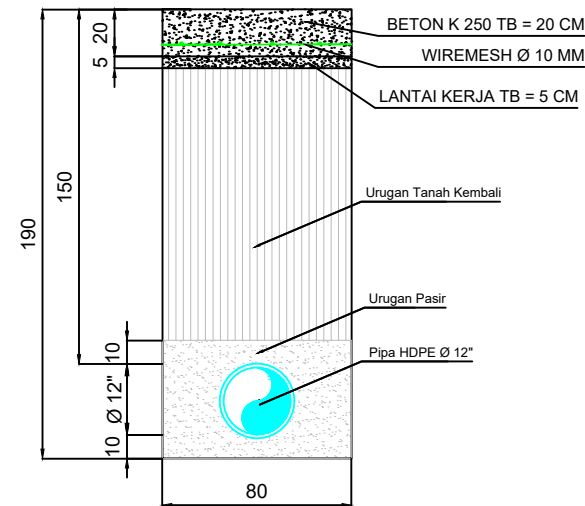 20
BETON K 250 TB = 20 CM
WIREMESH Ø 10 MM
5
LANTAI KERJA TB = 5 CM
150
190
Urugan Tanah Kembali
Urugan Pasir
10
Pipa HDPE Ø 12"
Ø 12"
10
80